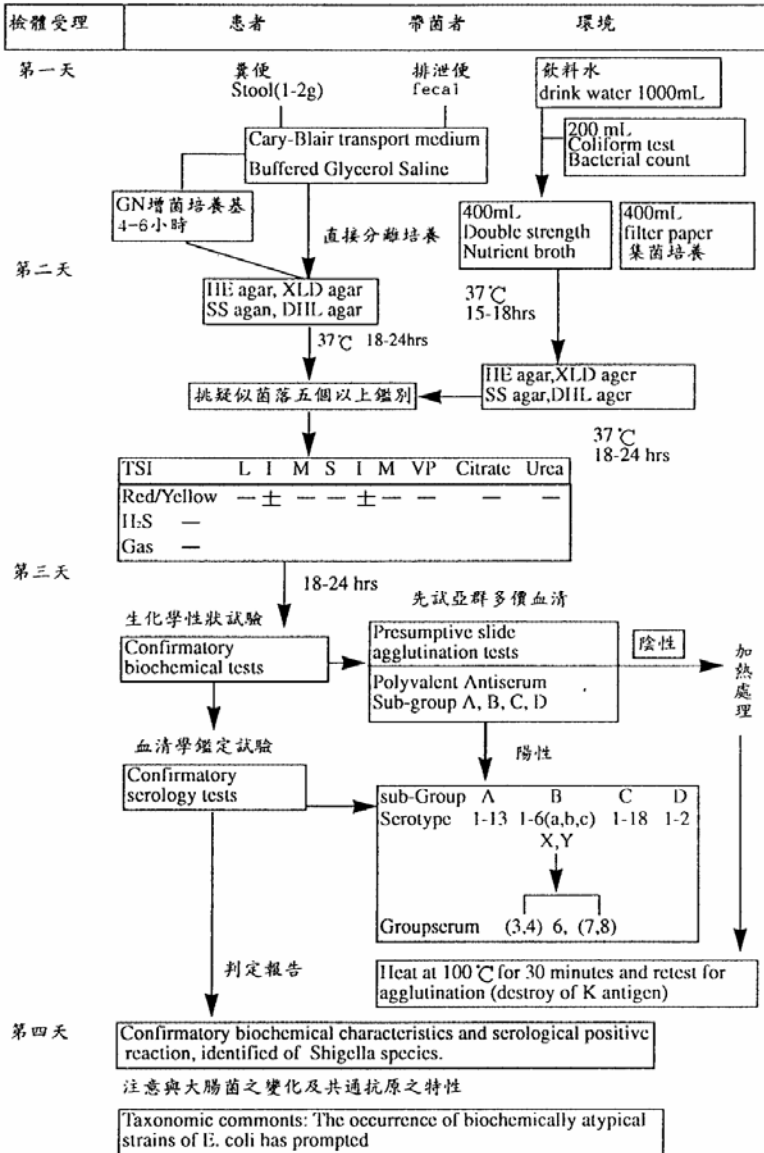 檢體受理 患者 帶菌者 環境
第一天
糞便
Stool(1-2g)
排泄便
fecal
飲料水
drink water 1000mL
200 mL
Coliform test
Bacterial count
Cary-Blair transport medium
Buffered Glycerol Saline
GN增菌培養基
4-6小時
直接分離培養
400mL
Double strength
Nutrient broth
400mL
filter paper
集菌培養
第二天
HE agar, XLD agar
SS agan, DHL agar
37℃
15-18hrs
37℃ 18-24hrs
HE agar,XLD ager
SS agar,DHL ager
挑疑似菌落五個以上鑑別
37℃
18-24 hrs
TSI L I M S I M VP Citrate Urea
Red/Yellow — ± — — ± — — — —
H₂S —
Gas —
第三天
18-24 hrs
生化學性狀試驗
Confirmatory
biochemical tests
先試亞群多價血清
Presumptive slide
agglutination tests
Polyvalent Antiserum
Sub-group A, B, C, D
陰性
加熱處理
陽性
血清學鑑定試驗
Confirmatory
serology tests
sub-Group A B C D
Serotype 1-13 1-6(a,b,c) 1-18 1-2
X,Y
Groupserum (3,4) 6, (7,8)
判定報告
Heat at 100℃ for 30 minutes and retest for
agglutination (destroy of K antigen)
第四天
Confirmatory biochemical characteristics and serological positive
reaction, identified of Shigella species.
注意與大腸菌之變化及共通抗原之特性
Taxonomic commonts: The occurrence of biochemically atypical
strains of E. coli has prompted